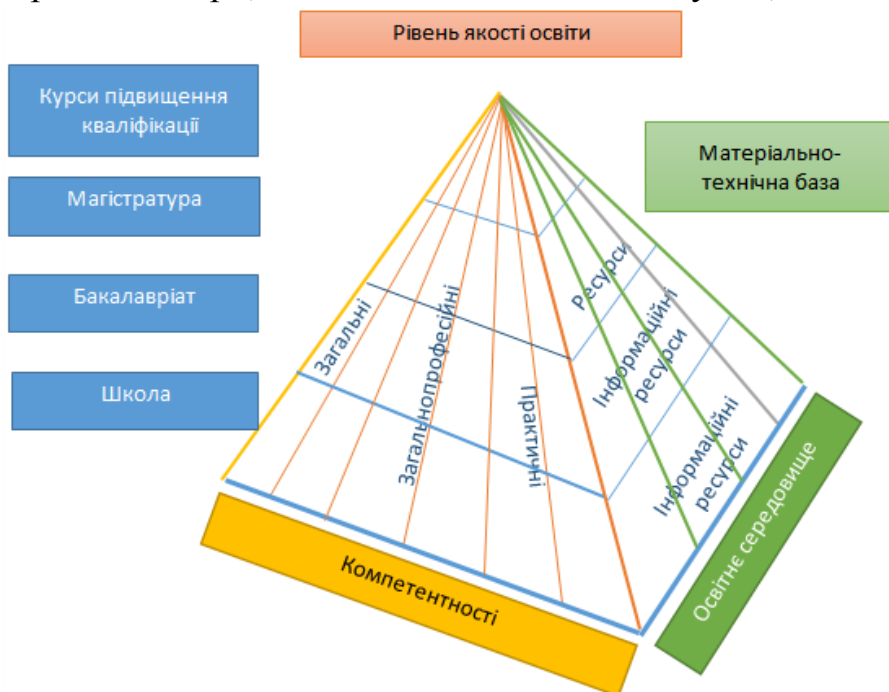 Рівень якості освіти
Курси підвищення
кваліфікації
Матеріально-
технічна база
Магістратура
Бакалавріат
Школа
Загальні
Загальнопрофесійні
Практичні
Ресурси
Інформаційні
ресурси
Інформаційні
ресурси
Компетентності
Освітнє середовище